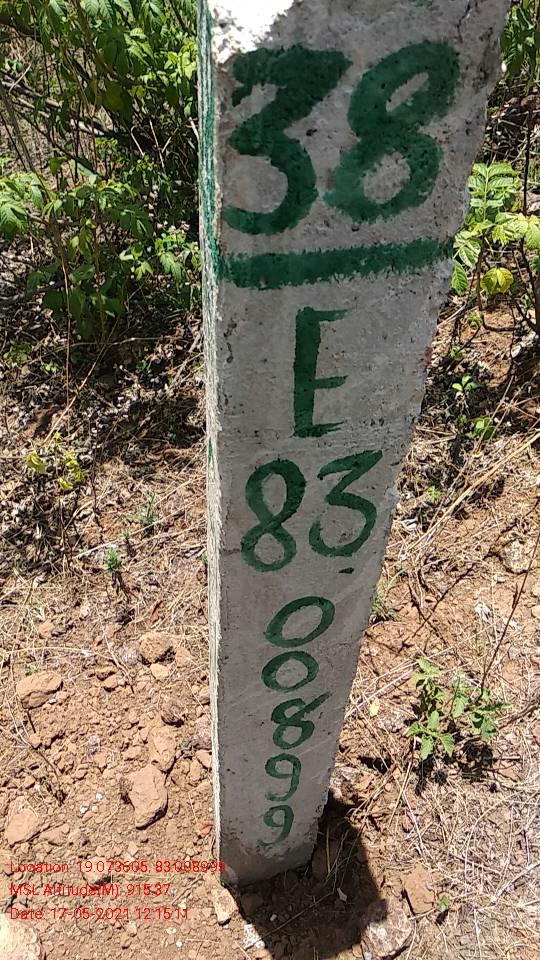 38
E
83.
0
0
8
9
9
Location: 19.073605, 83.008995
MSL Altitude(M): 915.37
Date: 17-05-2021 12:15:11